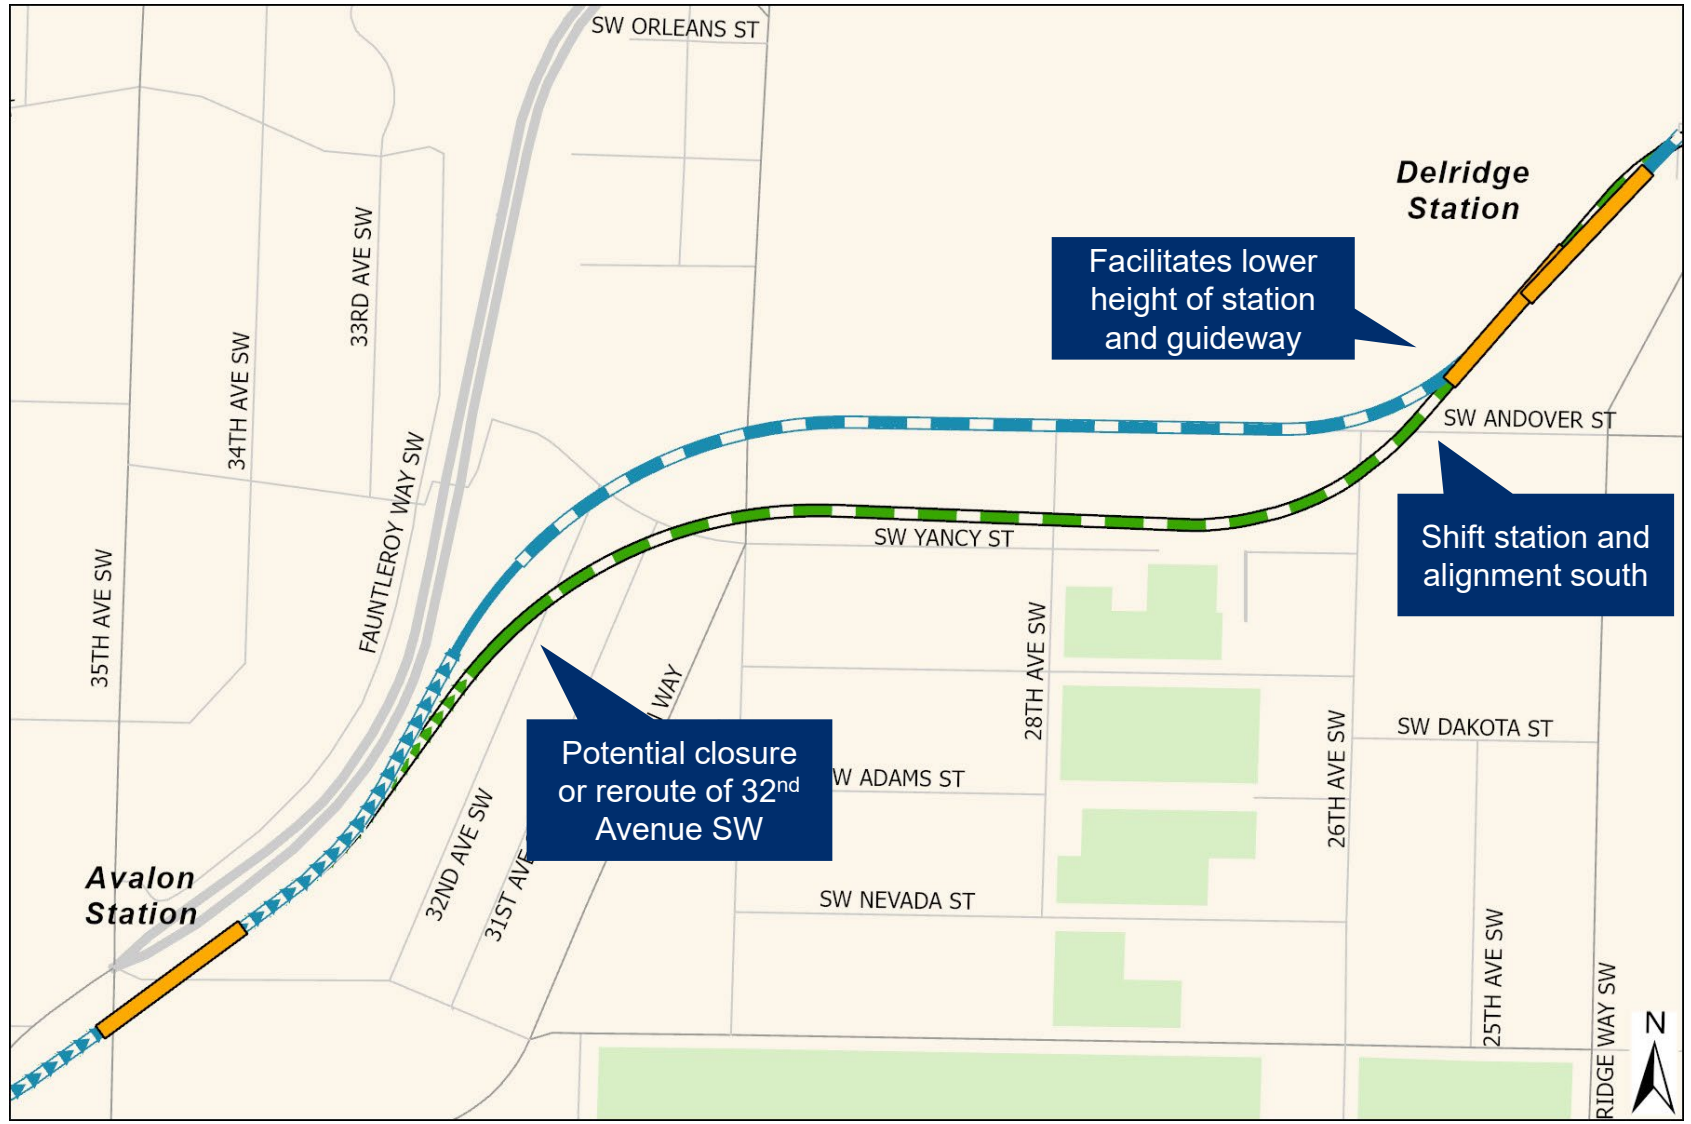 SW ORLEANS ST
Delridge
Station
33RD AVE SW
Facilitates lower
height of station
and guideway
34TH AVE SW
SW ANDOVER ST
FAUNTLEROY WAY SW
Shift station and
alignment south
SW YANCY ST
35TH AVE SW
28TH AVE SW
WAY
Potential closure
or reroute of 32nd
Avenue SW
SW DAKOTA ST
26TH AVE SW
W ADAMS ST
32ND AVE SW
31ST AVE
Avalon
Station
SW NEVADA ST
25TH AVE SW
RIDGE WAY SW
N